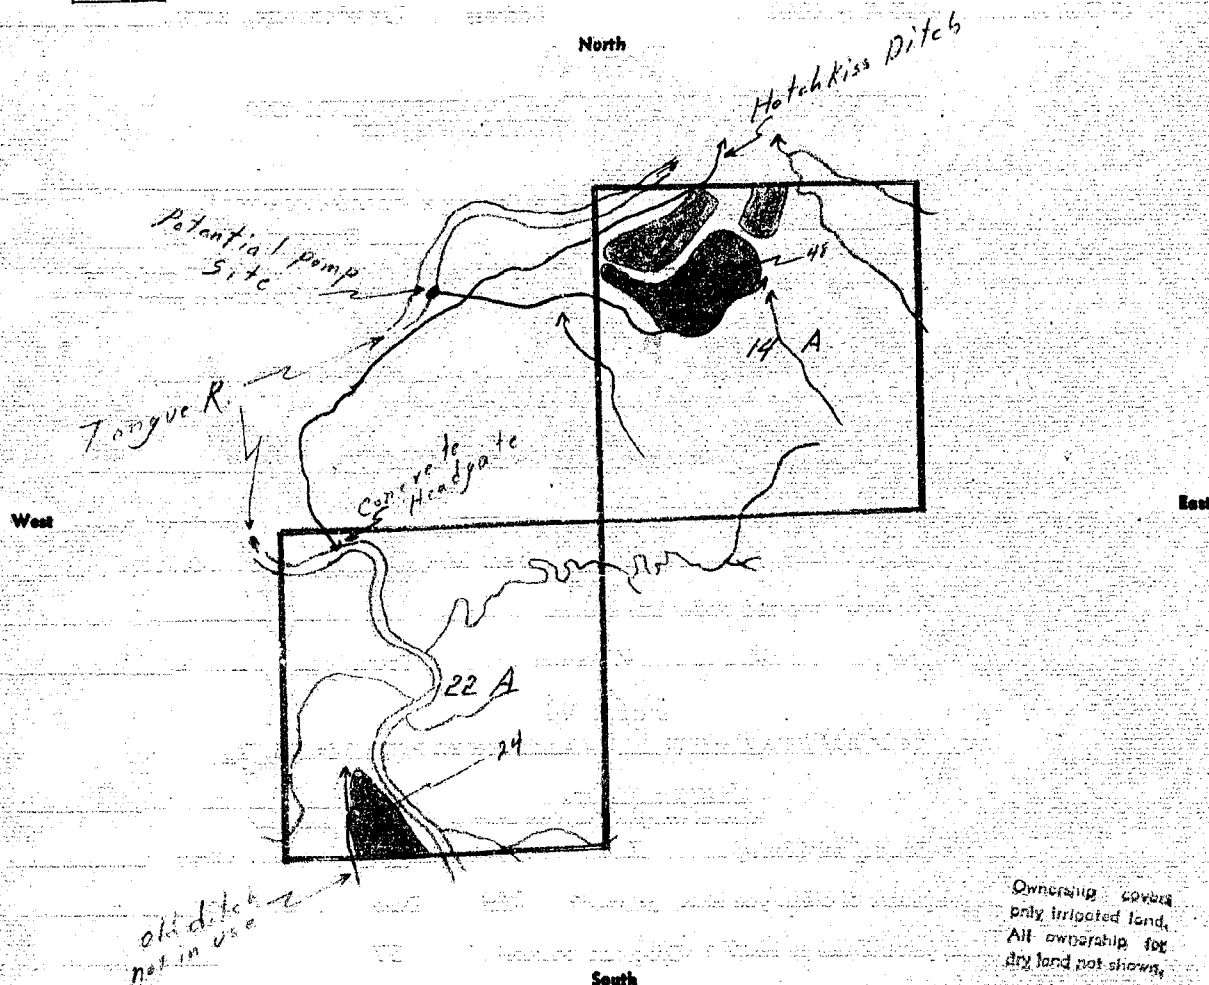 North
Hotchkiss Ditch
Potential pump
Site
48
14 A
Tongue R.
Concrete
Headgate
West
East
22 A
24
old ditch
not in use
Ownership covers
only irrigated land.
All ownership for
dry land not shown.
South